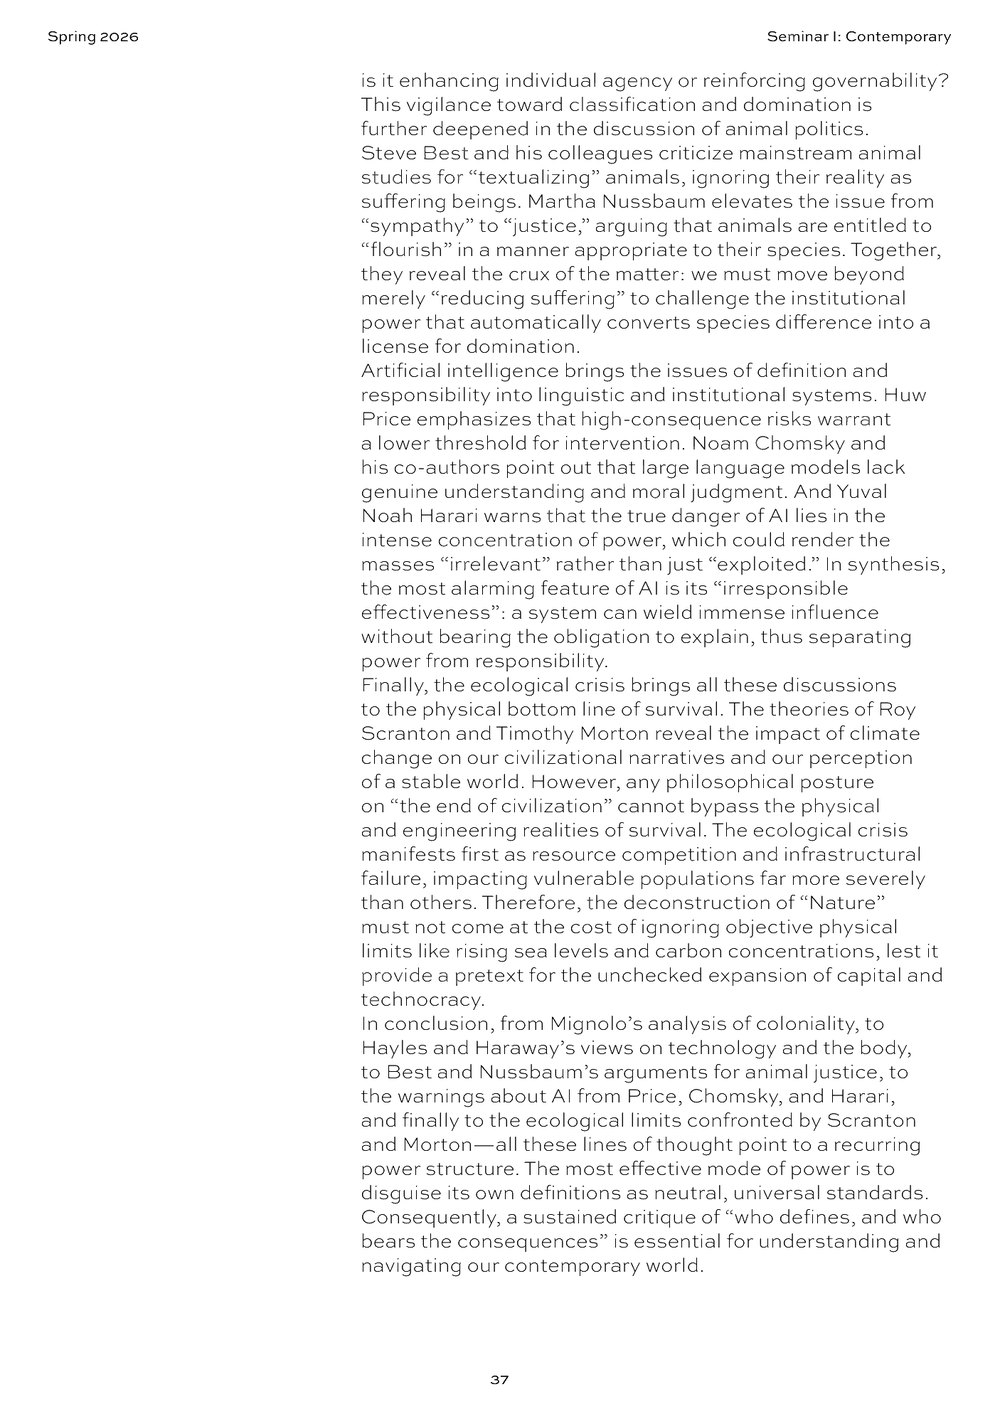 Spring 2026
Seminar I: Contemporary
is it enhancing individual agency or reinforcing governability?
This vigilance toward classification and domination is
further deepened in the discussion of animal politics.
Steve Best and his colleagues criticize mainstream animal
studies for “textualizing” animals, ignoring their reality as
suffering beings. Martha Nussbaum elevates the issue from
“sympathy” to “justice,” arguing that animals are entitled to
“flourish” in a manner appropriate to their species. Together,
they reveal the crux of the matter: we must move beyond
merely “reducing suffering” to challenge the institutional
power that automatically converts species difference into a
license for domination.
Artificial intelligence brings the issues of definition and
responsibility into linguistic and institutional systems. Huw
Price emphasizes that high-consequence risks warrant
a lower threshold for intervention. Noam Chomsky and
his co-authors point out that large language models lack
genuine understanding and moral judgment. And Yuval
Noah Harari warns that the true danger of AI lies in the
intense concentration of power, which could render the
masses “irrelevant” rather than just “exploited.” In synthesis,
the most alarming feature of AI is its “irresponsible
effectiveness”: a system can wield immense influence
without bearing the obligation to explain, thus separating
power from responsibility.
Finally, the ecological crisis brings all these discussions
to the physical bottom line of survival. The theories of Roy
Scranton and Timothy Morton reveal the impact of climate
change on our civilizational narratives and our perception
of a stable world. However, any philosophical posture
on “the end of civilization” cannot bypass the physical
and engineering realities of survival. The ecological crisis
manifests first as resource competition and infrastructural
failure, impacting vulnerable populations far more severely
than others. Therefore, the deconstruction of “Nature”
must not come at the cost of ignoring objective physical
limits like rising sea levels and carbon concentrations, lest it
provide a pretext for the unchecked expansion of capital and
technocracy.
In conclusion, from Mignolo’s analysis of coloniality, to
Hayles and Haraway’s views on technology and the body,
to Best and Nussbaum’s arguments for animal justice, to
the warnings about AI from Price, Chomsky, and Harari,
and finally to the ecological limits confronted by Scranton
and Morton—all these lines of thought point to a recurring
power structure. The most effective mode of power is to
disguise its own definitions as neutral, universal standards.
Consequently, a sustained critique of “who defines, and who
bears the consequences” is essential for understanding and
navigating our contemporary world.
37